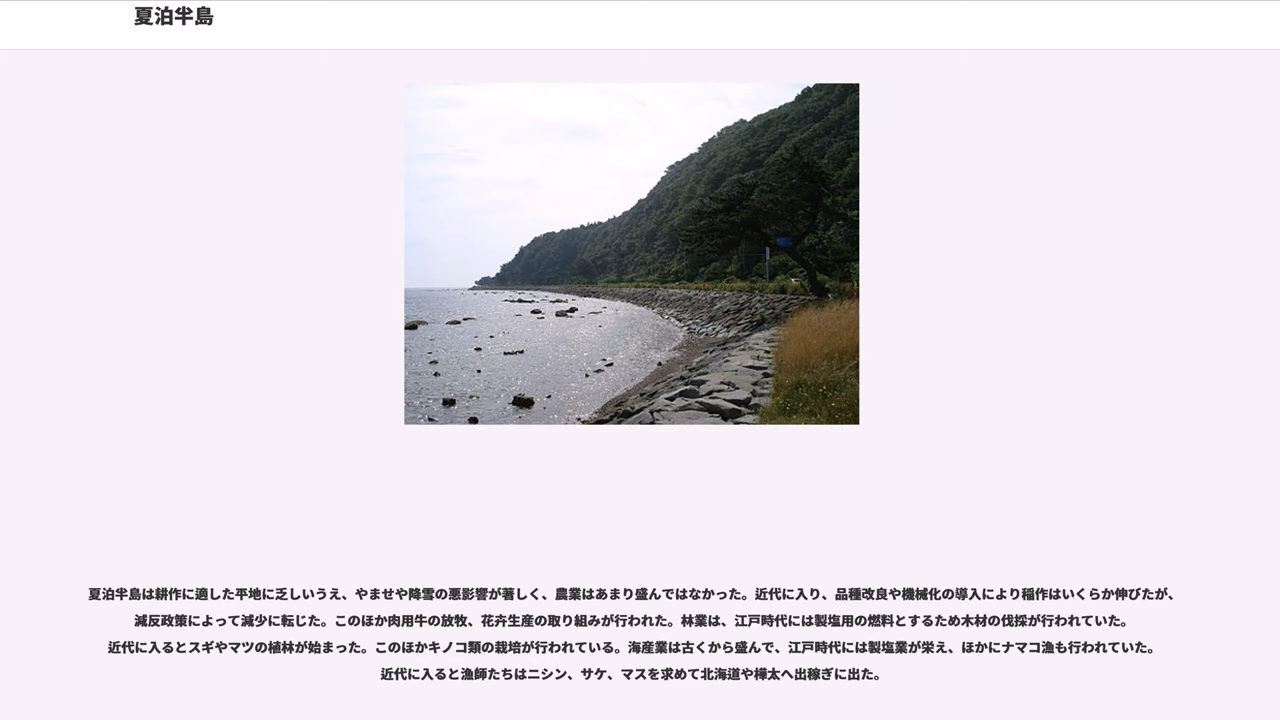 夏泊半島
夏泊半島は耕作に適した平地に乏しいうえ、やませや降雪の悪影響が著しく、農業はあまり盛んではなかった。近代に入り、品種改良や機械化の導入により稲作はいくらか伸びたが、
減反政策によって減少に転じた。このほか肉用牛の放牧、花卉生産の取り組みが行われた。林業は、江戸時代には製塩用の燃料とするため木材の伐採が行われていた。
近代に入るとスギやマツの植林が始まった。このほかキノコ類の栽培が行われている。海産業は古くから盛んで、江戸時代には製塩業が栄え、ほかにナマコ漁も行われていた。
近代に入ると漁師たちはニシン、サケ、マスを求めて北海道や樺太へ出稼ぎに出た。